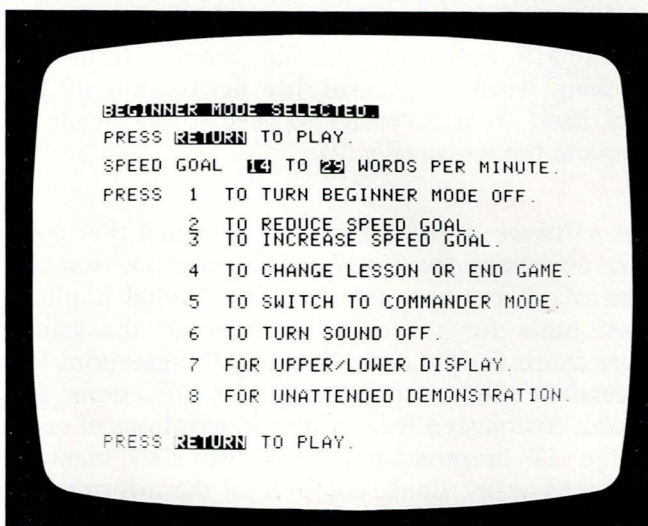 BEGINNER MODE SELECTED.
PRESS RETURN TO PLAY.
SPEED GOAL 14 TO 29 WORDS PER MINUTE.
PRESS 1 TO TURN BEGINNER MODE OFF.
2 TO REDUCE SPEED GOAL.
3 TO INCREASE SPEED GOAL.
4 TO CHANGE LESSON OR END GAME.
5 TO SWITCH TO COMMANDER MODE.
6 TO TURN SOUND OFF.
7 FOR UPPER/LOWER DISPLAY.
8 FOR UNATTENDED DEMONSTRATION.
PRESS RETURN TO PLAY.